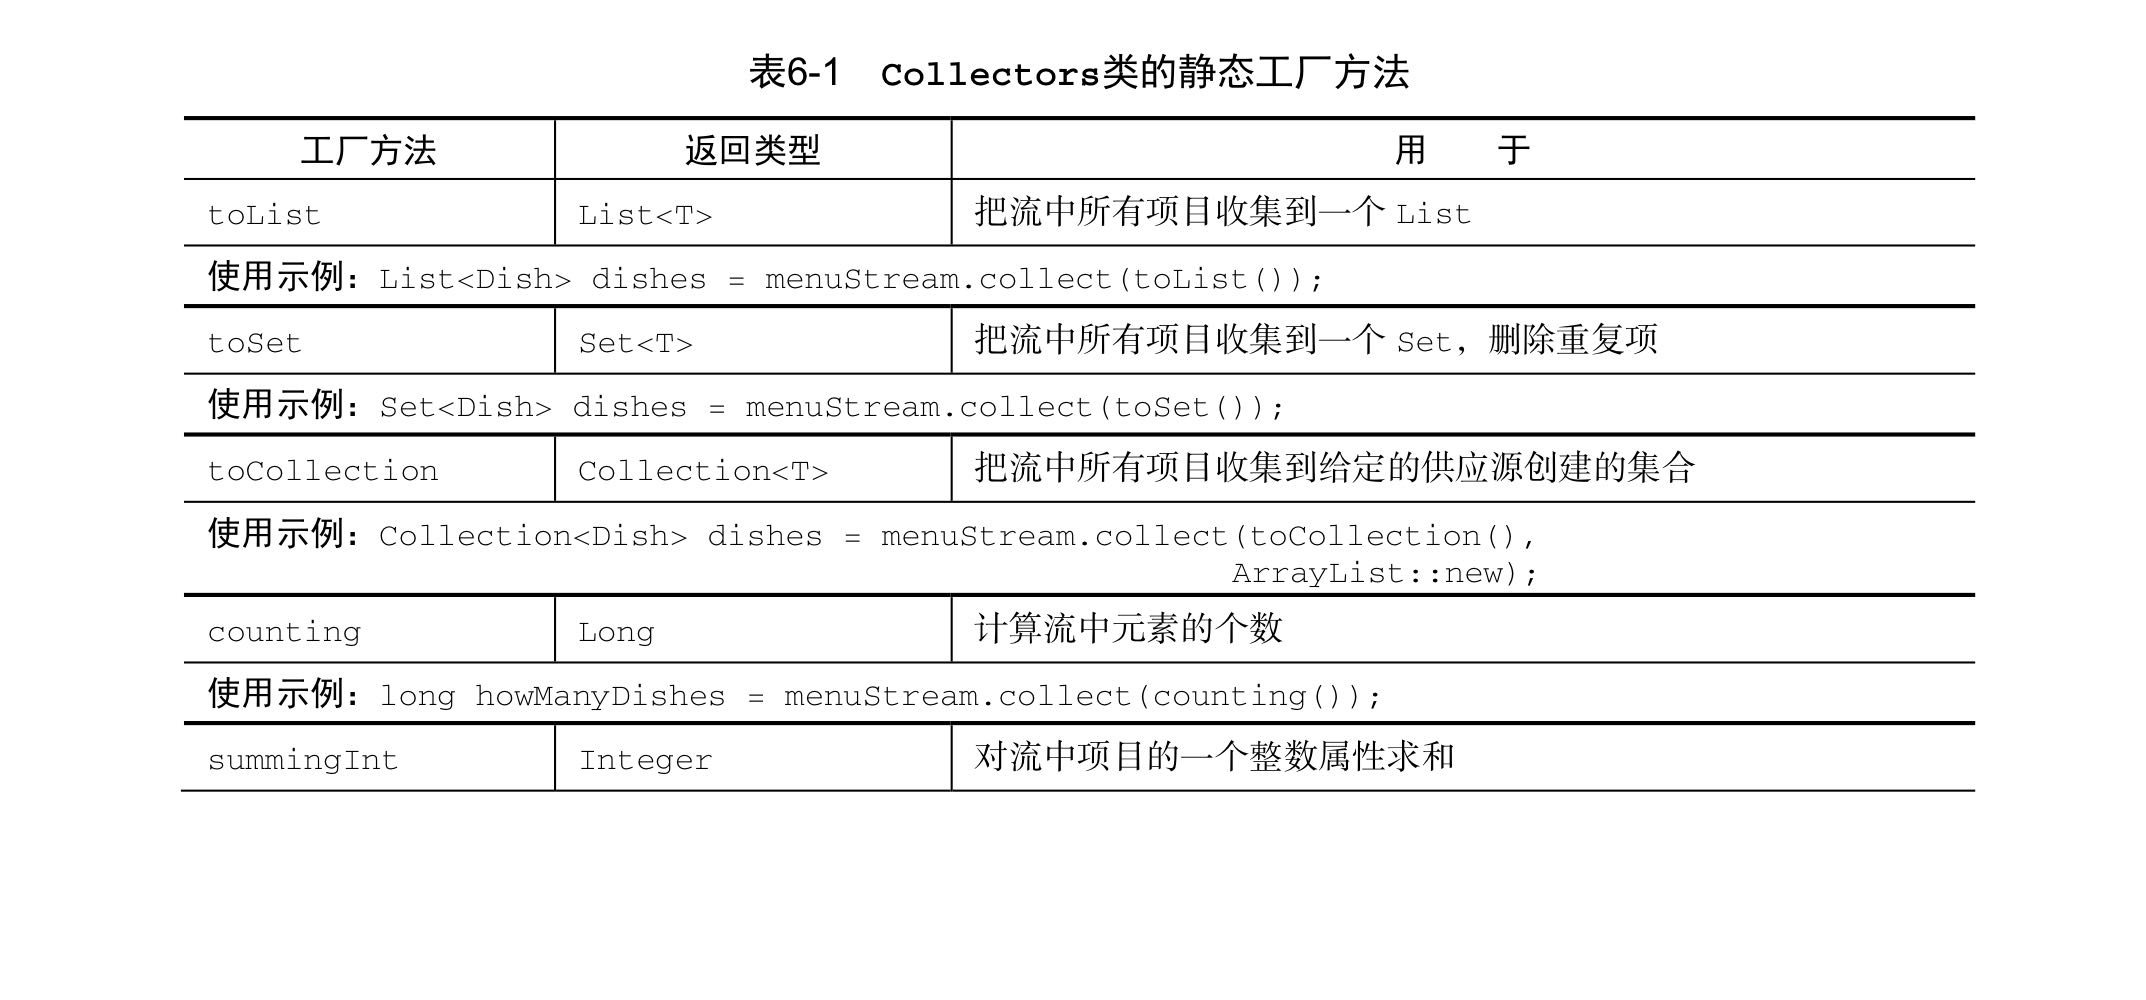 表6-1 Collectors类的静态工厂方法
工厂方法 返回类型 用 于
toList List<T> 把流中所有项目收集到一个 List
使用示例：List<Dish> dishes = menuStream.collect(toList());
toSet Set<T> 把流中所有项目收集到一个 Set，删除重复项
使用示例：Set<Dish> dishes = menuStream.collect(toSet());
toCollection Collection<T> 把流中所有项目收集到给定的供应源创建的集合
使用示例：Collection<Dish> dishes = menuStream.collect(toCollection(),
ArrayList::new);
counting Long 计算流中元素的个数
使用示例：long howManyDishes = menuStream.collect(counting());
summingInt Integer 对流中项目的一个整数属性求和